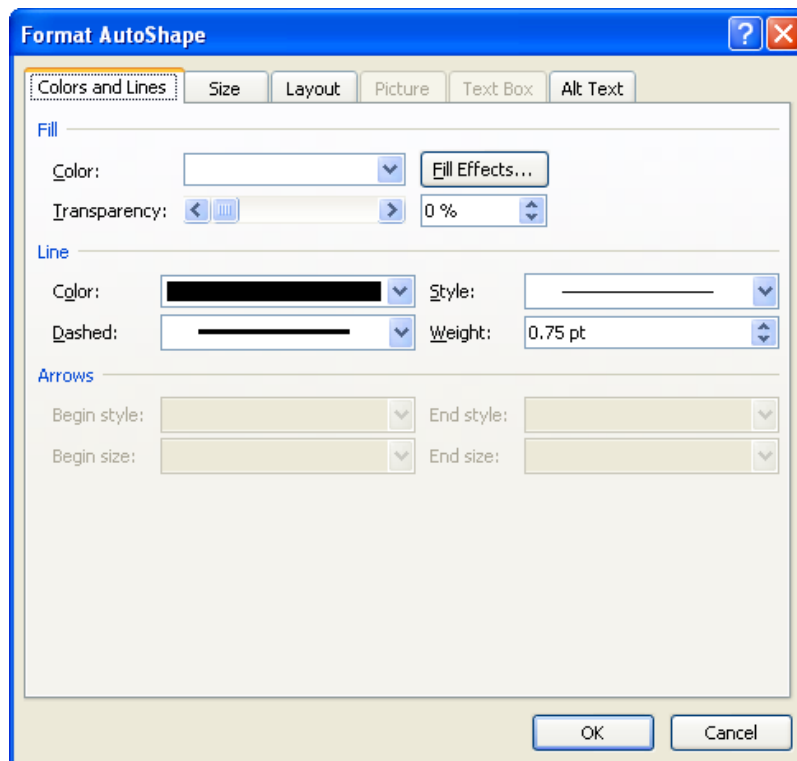 Format AutoShape
Colors and Lines Size Layout Picture Text Box Alt Text
Fill
Color: Fill Effects...
Transparency: 0 %
Line
Color: Style:
Dashed: Weight: 0.75 pt
Arrows
Begin style: End style:
Begin size: End size:
OK Cancel